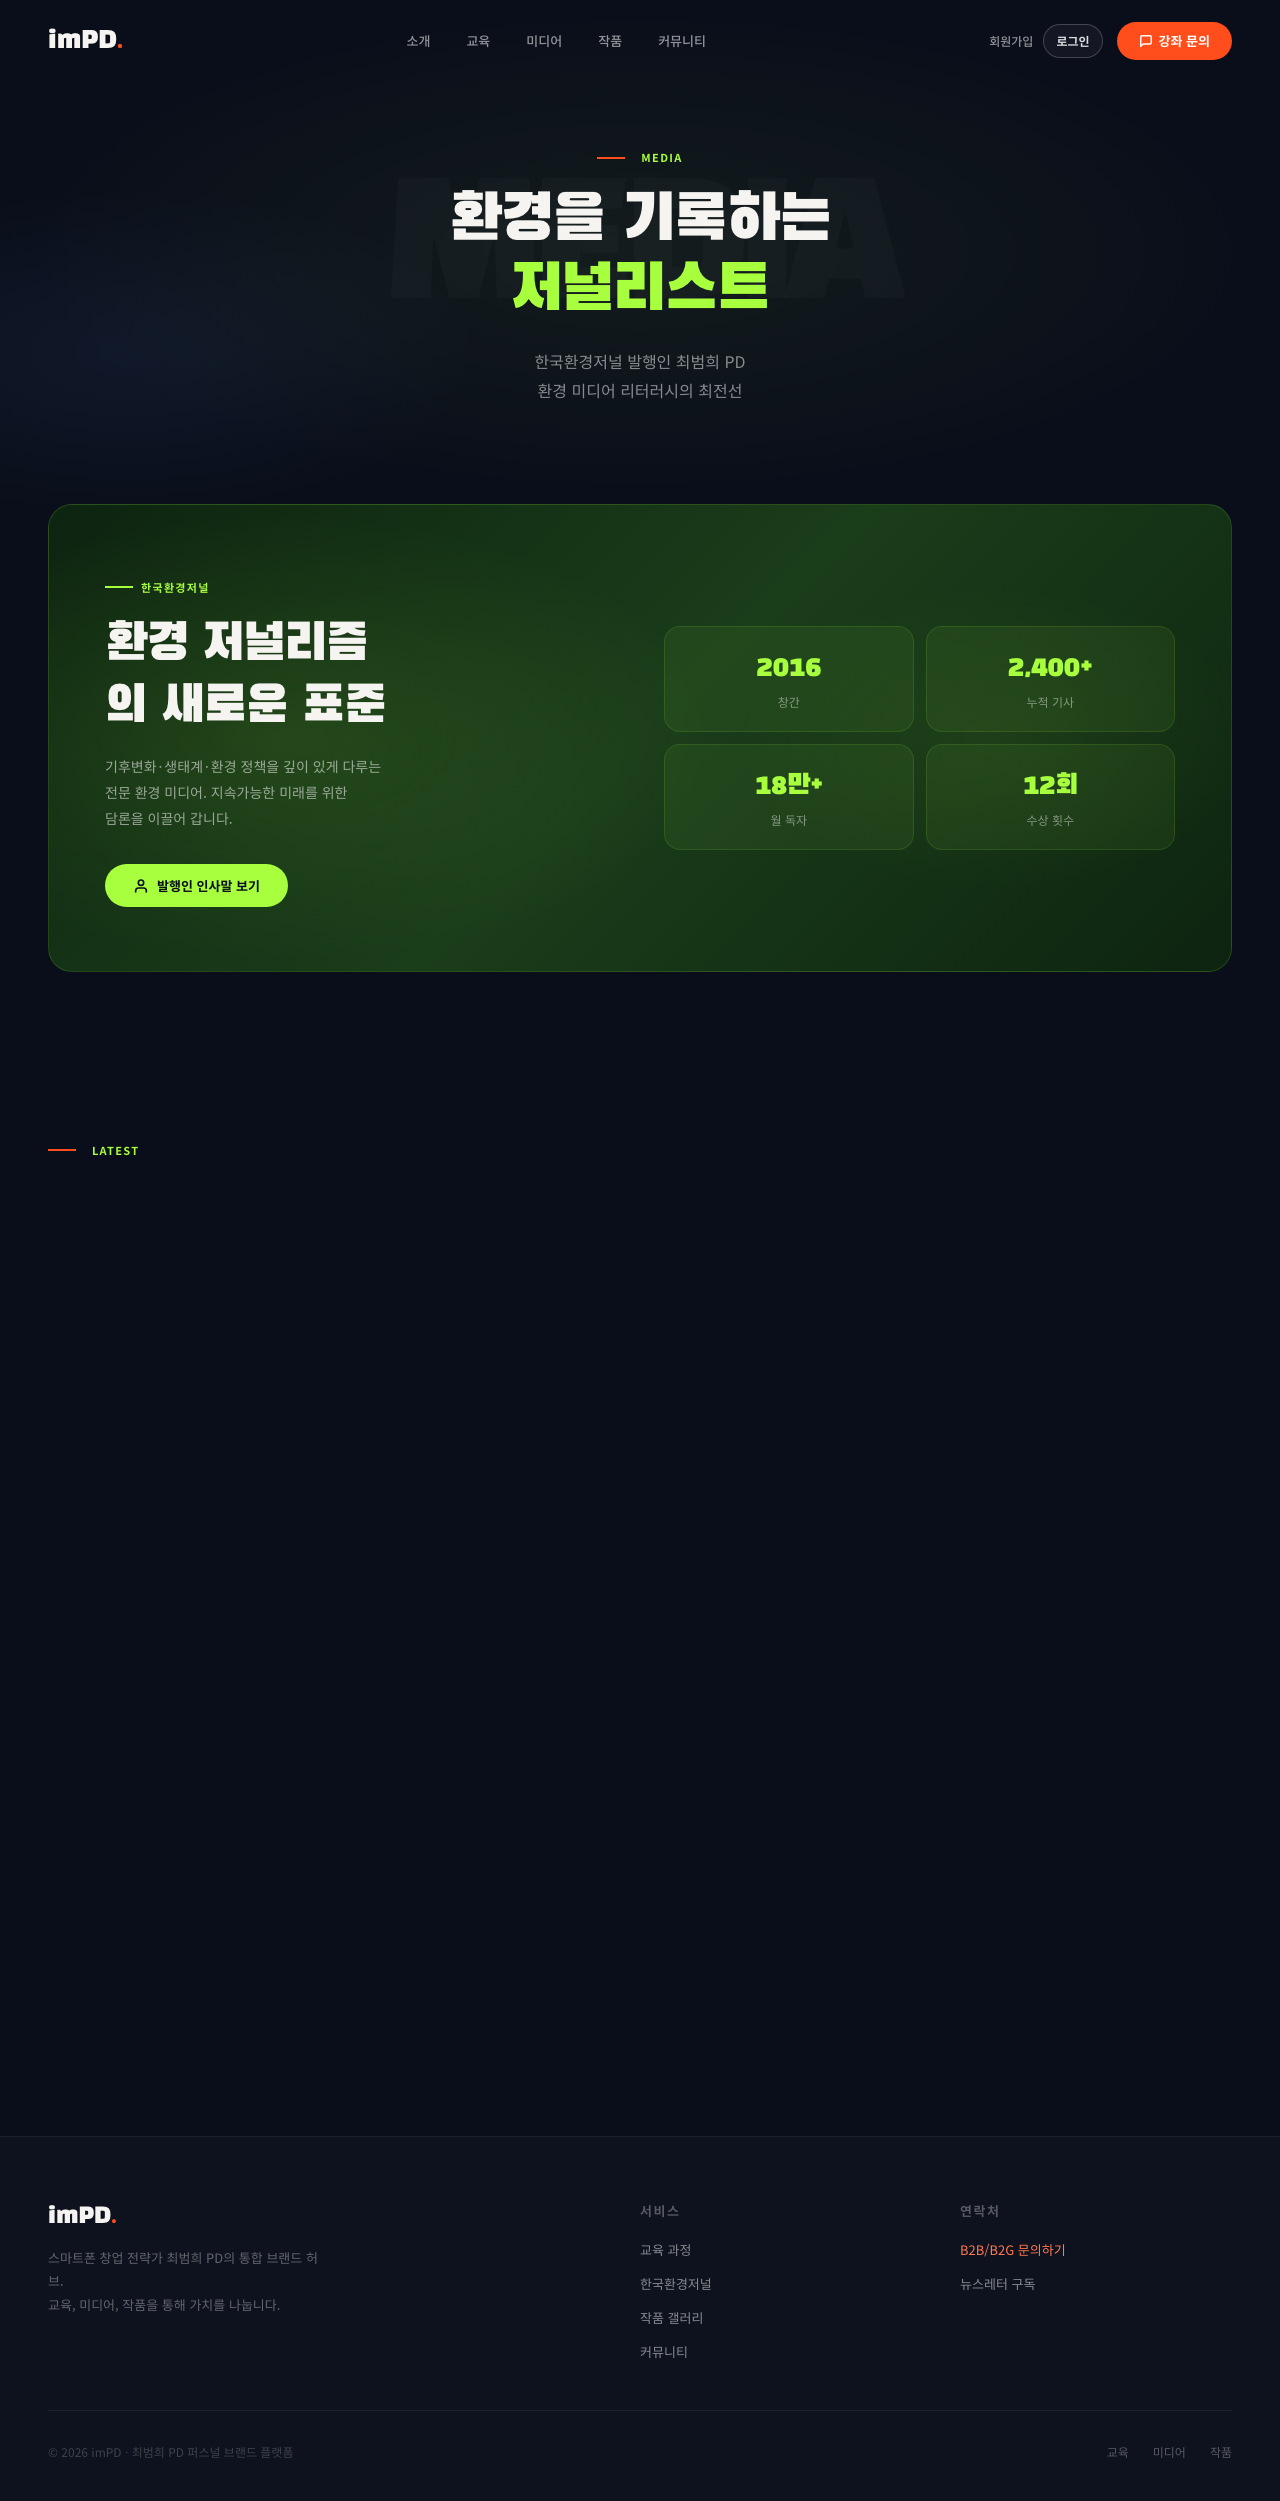 imPD.
소개 교육 미디어 작품 커뮤니티
회원가입 로그인 강좌 문의
MEDIA
MEDIA
환경을 기록하는
저널리스트
한국환경저널 발행인 최범희 PD
환경 미디어 리터러시의 최전선
한국환경저널
환경 저널리즘
의 새로운 표준
기후변화·생태계·환경 정책을 깊이 있게 다루는
전문 환경 미디어. 지속가능한 미래를 위한
담론을 이끌어 갑니다.
발행인 인사말 보기
2016
창간
2,400+
누적 기사
18만+
월 독자
12회
수상 횟수
LATEST
imPD.
스마트폰 창업 전략가 최범희 PD의 통합 브랜드 허
브.
교육, 미디어, 작품을 통해 가치를 나눕니다.
서비스
교육 과정
한국환경저널
작품 갤러리
커뮤니티
연락처
B2B/B2G 문의하기
뉴스레터 구독
© 2026 imPD · 최범희 PD 퍼스널 브랜드 플랫폼
교육 미디어 작품